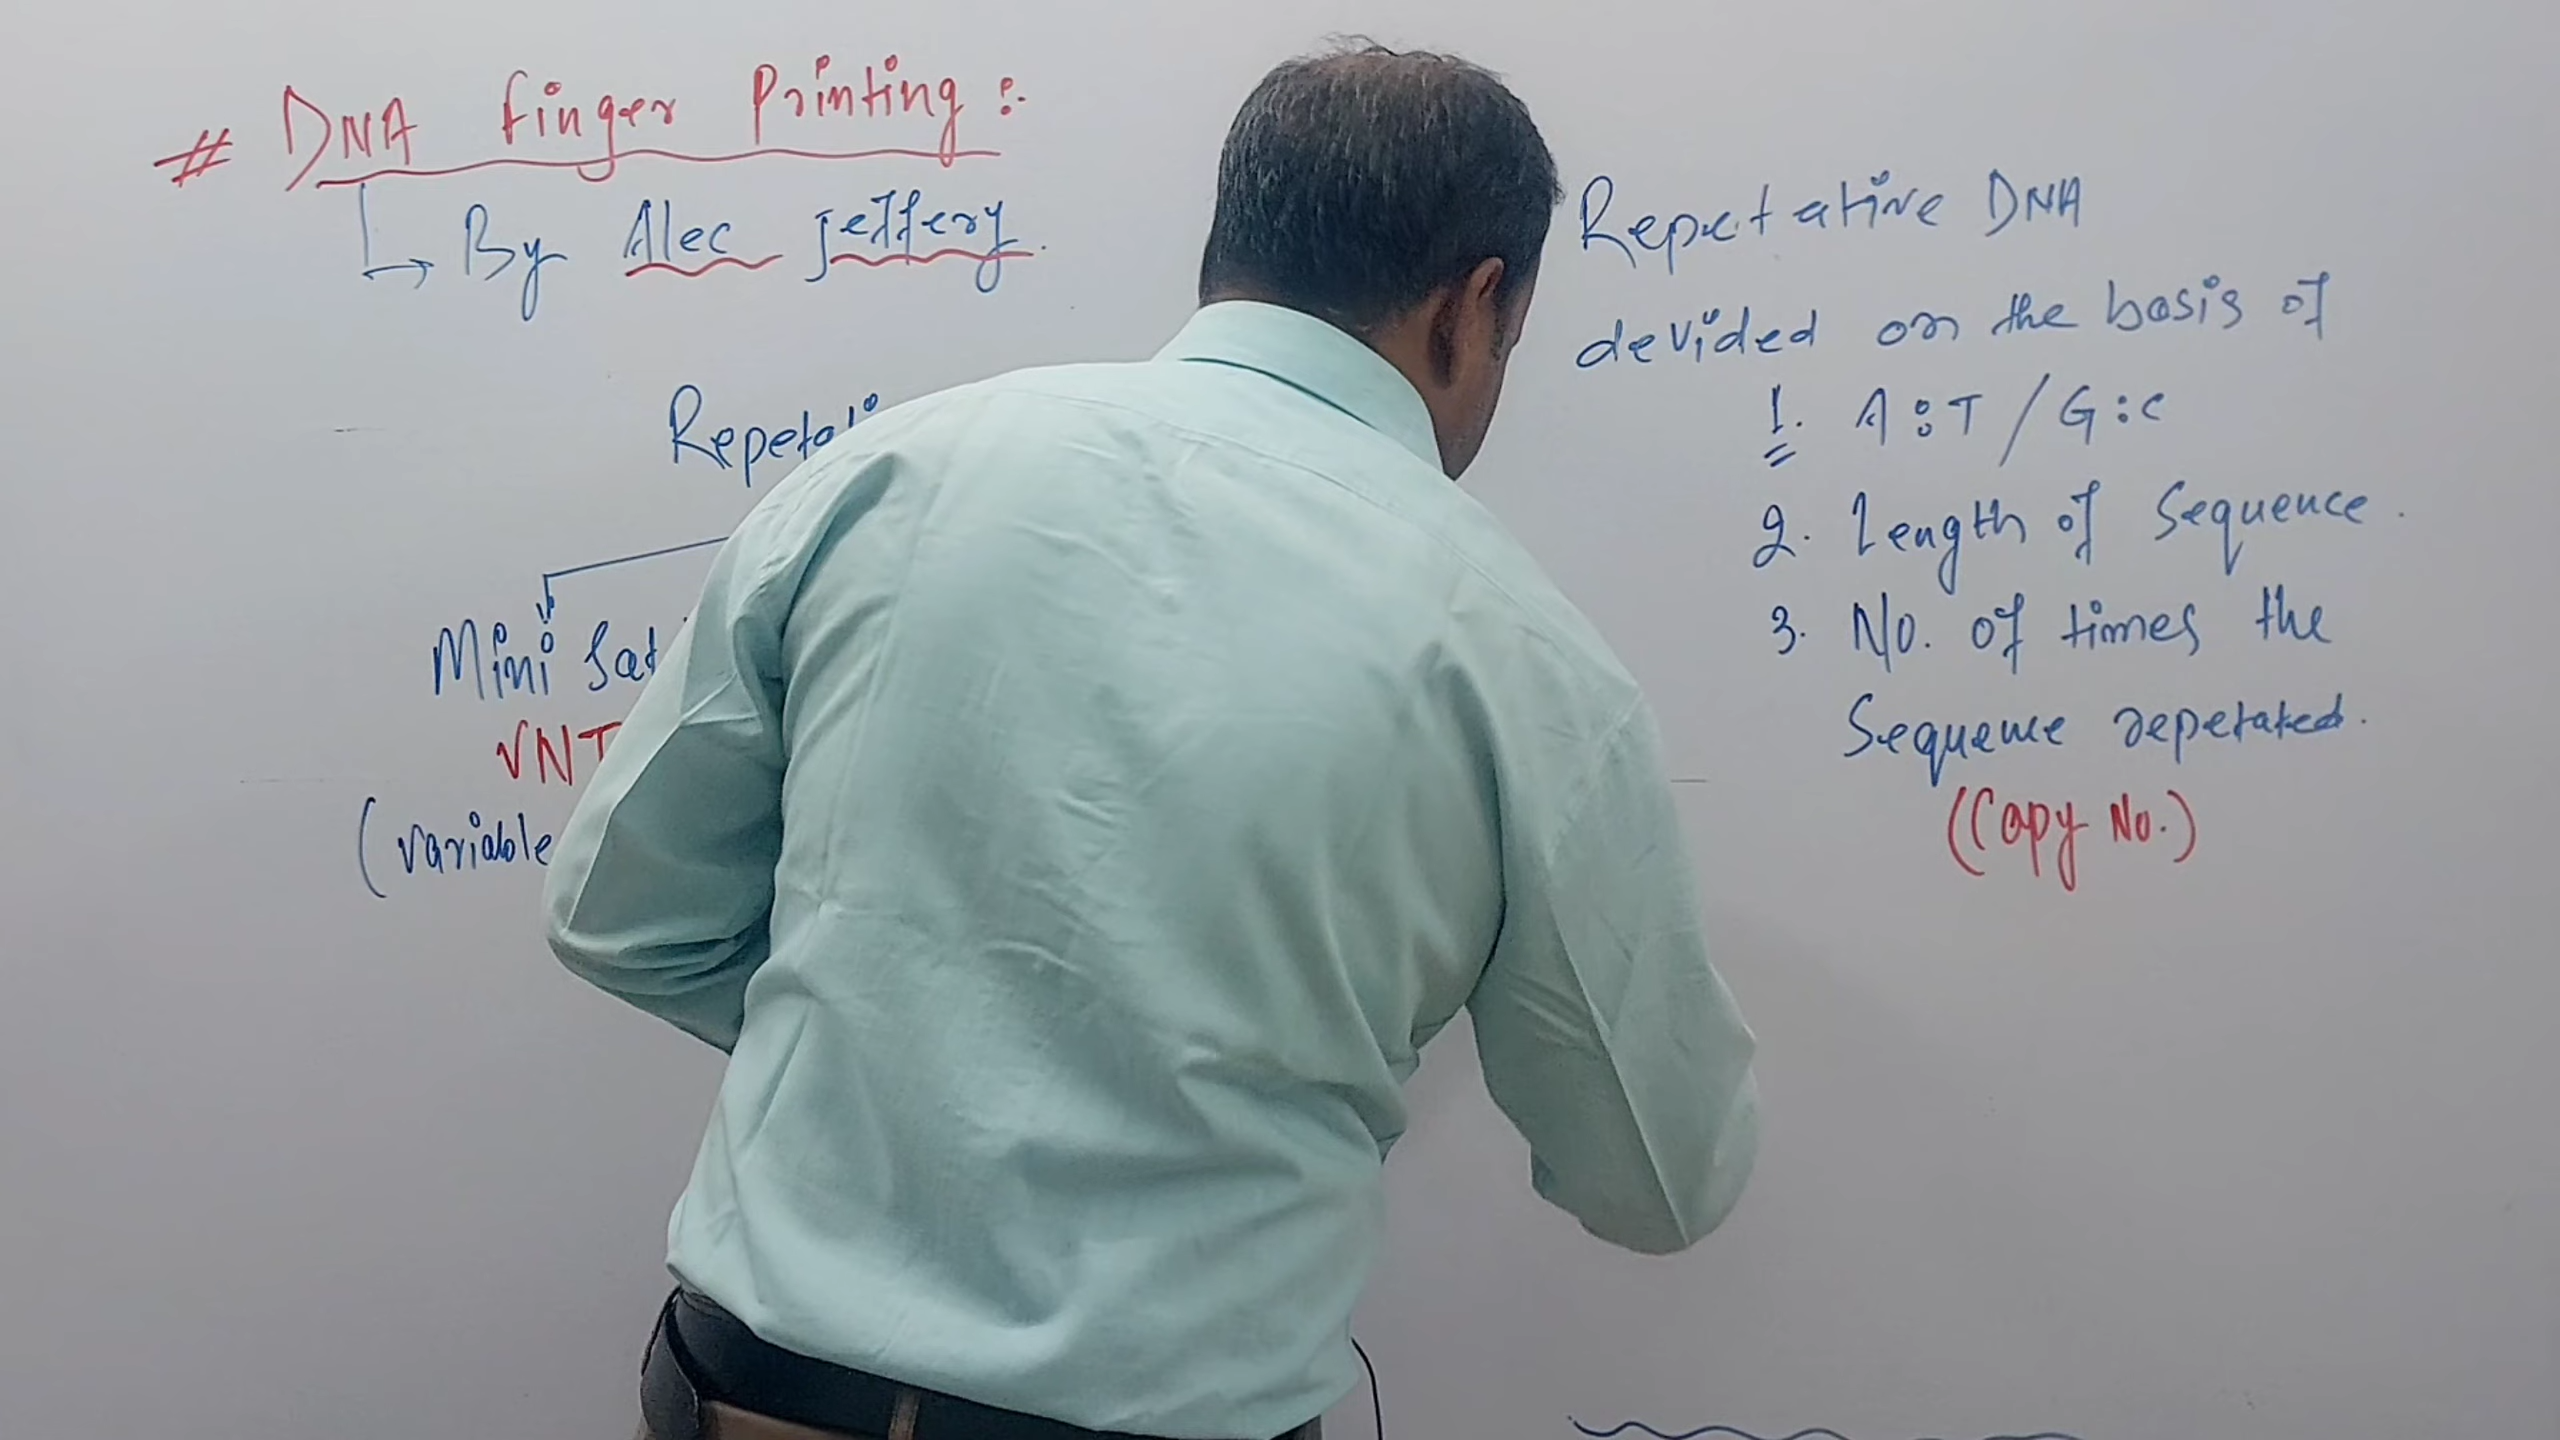 # DNA finger Printing :-
By Alec Jeffery.
Repetati
Mini Sat
VNT
(variable
Repetative DNA
devided on the basis of
1. A:T / G:C
2. Length of Sequence.
3. No. of times the
Sequence repetated.
(Copy No.)